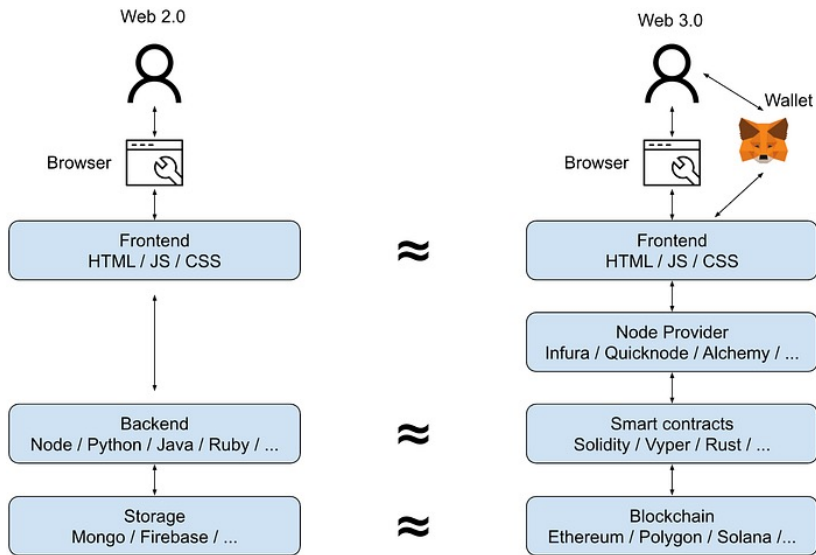 Web 2.0
Web 3.0
Wallet
Browser
Browser
Frontend
HTML / JS / CSS
≈
Frontend
HTML / JS / CSS
Node Provider
Infura / Quicknode / Alchemy / ...
Backend
Node / Python / Java / Ruby / ...
≈
Smart contracts
Solidity / Vyper / Rust / ...
Storage
Mongo / Firebase / ...
≈
Blockchain
Ethereum / Polygon / Solana /...